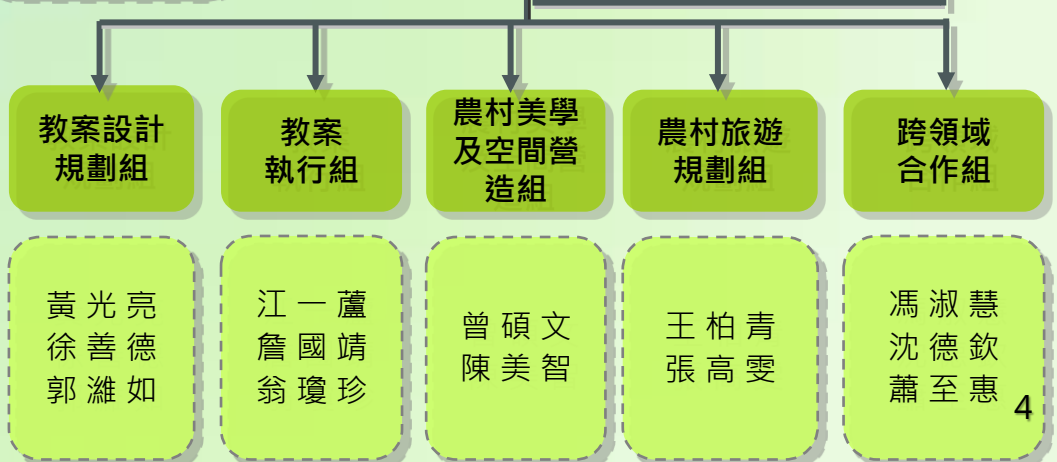 教案設計
規劃組
教案
執行組
農村美學
及空間營
造組
農村旅遊
規劃組
跨領域
合作組
黃光亮
徐善德
郭濰如
江一蘆
詹國靖
翁瓊珍
曾碩文
陳美智
王柏青
張高雯
馮淑慧
沈德欽
蕭至惠
4